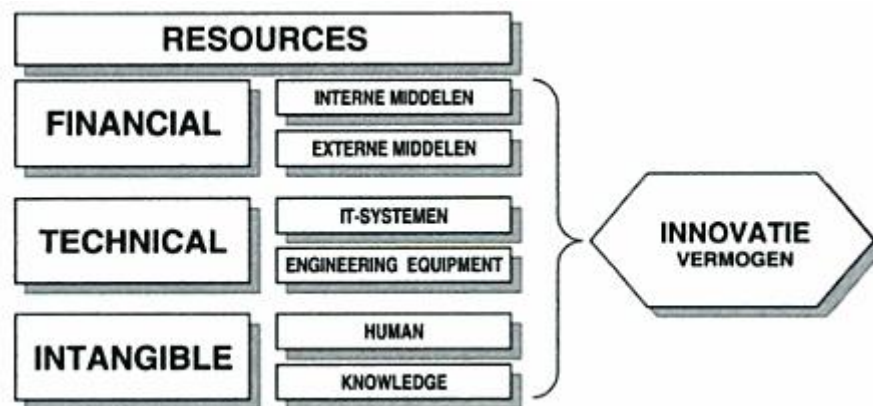 RESOURCES
FINANCIAL
INTERNE MIDDELEN
EXTERNE MIDDELEN
TECHNICAL
IT-SYSTEMEN
ENGINEERING EQUIPMENT
INTANGIBLE
HUMAN
KNOWLEDGE
INNOVATIE
VERMOGEN